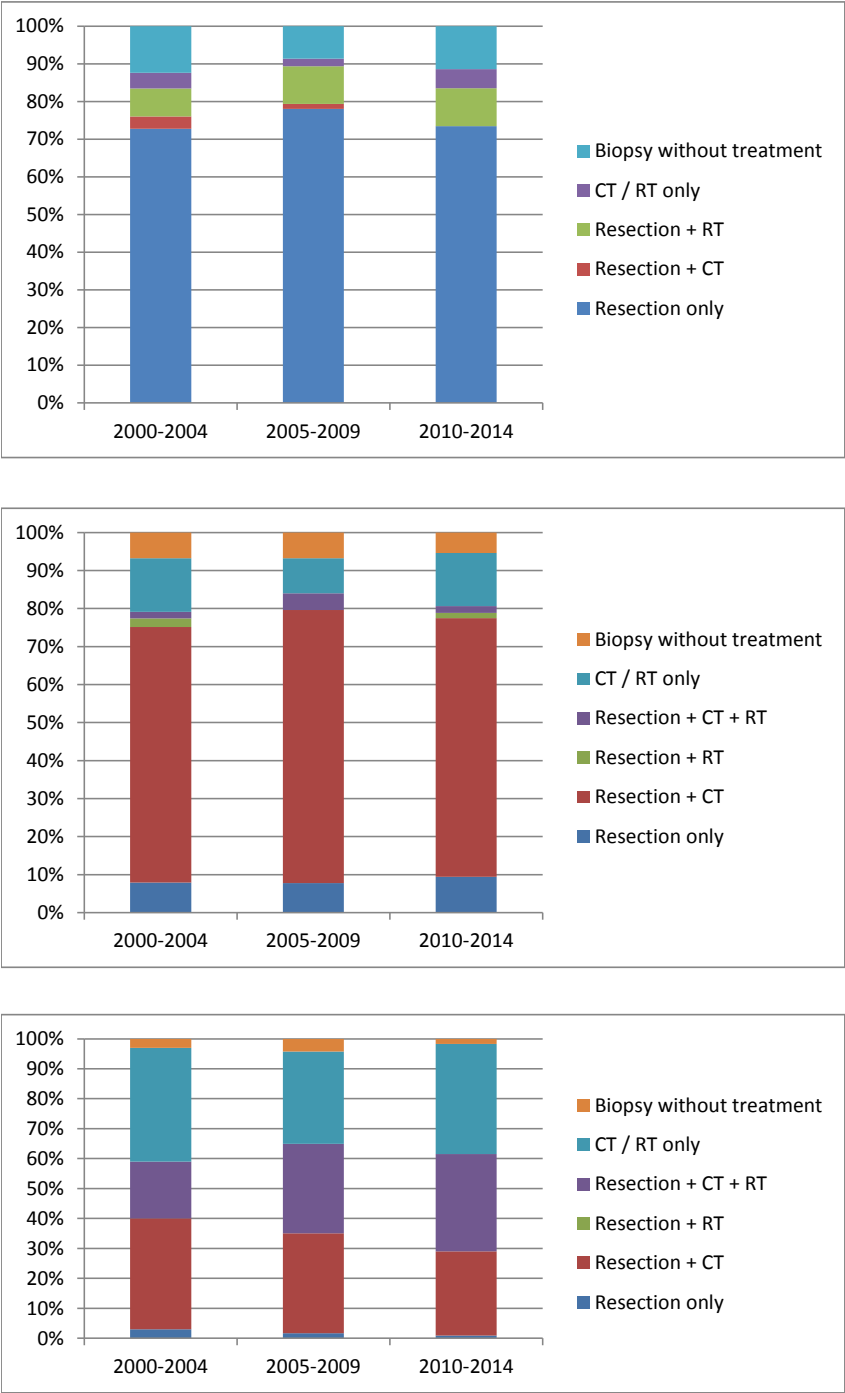 100%
90%
80%
70%
60%
50%
40%
30%
20%
10%
0%
2000-2004 2005-2009 2010-2014
Biopsy without treatment
CT / RT only
Resection + RT
Resection + CT
Resection only
100%
90%
80%
70%
60%
50%
40%
30%
20%
10%
0%
2000-2004 2005-2009 2010-2014
Biopsy without treatment
CT / RT only
Resection + CT + RT
Resection + RT
Resection + CT
Resection only
100%
90%
80%
70%
60%
50%
40%
30%
20%
10%
0%
2000-2004 2005-2009 2010-2014
Biopsy without treatment
CT / RT only
Resection + CT + RT
Resection + RT
Resection + CT
Resection only